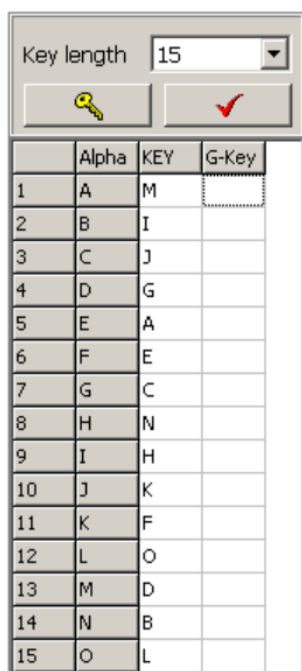 Key length 15
Alpha KEY G-Key
1 A M
2 B I
3 C J
4 D G
5 E A
6 F E
7 G C
8 H N
9 I H
10 J K
11 K F
12 L O
13 M D
14 N B
15 O L